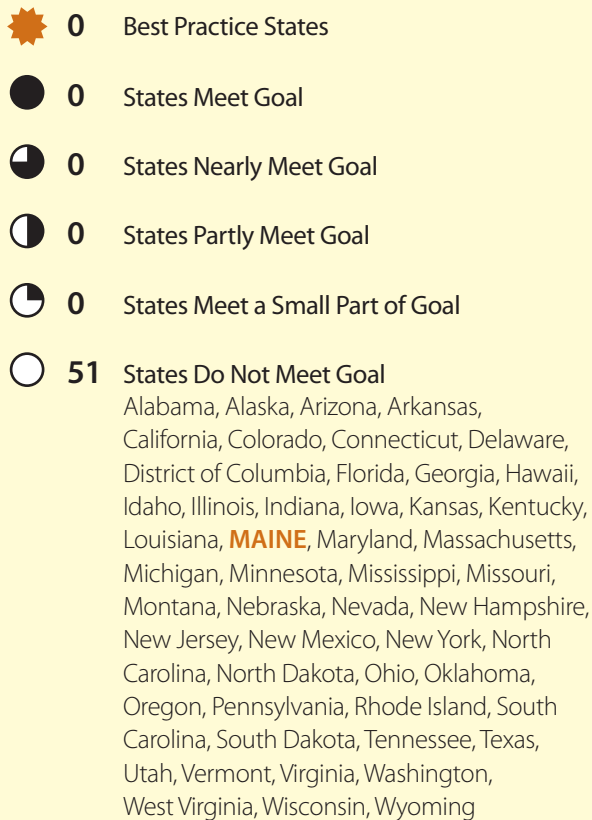 0 Best Practice States
0 States Meet Goal
0 States Nearly Meet Goal
0 States Partly Meet Goal
0 States Meet a Small Part of Goal
51 States Do Not Meet Goal
Alabama, Alaska, Arizona, Arkansas,
California, Colorado, Connecticut, Delaware,
District of Columbia, Florida, Georgia, Hawaii,
Idaho, Illinois, Indiana, Iowa, Kansas, Kentucky,
Louisiana, MAINE, Maryland, Massachusetts,
Michigan, Minnesota, Mississippi, Missouri,
Montana, Nebraska, Nevada, New Hampshire,
New Jersey, New Mexico, New York, North
Carolina, North Dakota, Ohio, Oklahoma,
Oregon, Pennsylvania, Rhode Island, South
Carolina, South Dakota, Tennessee, Texas,
Utah, Vermont, Virginia, Washington,
West Virginia, Wisconsin, Wyoming